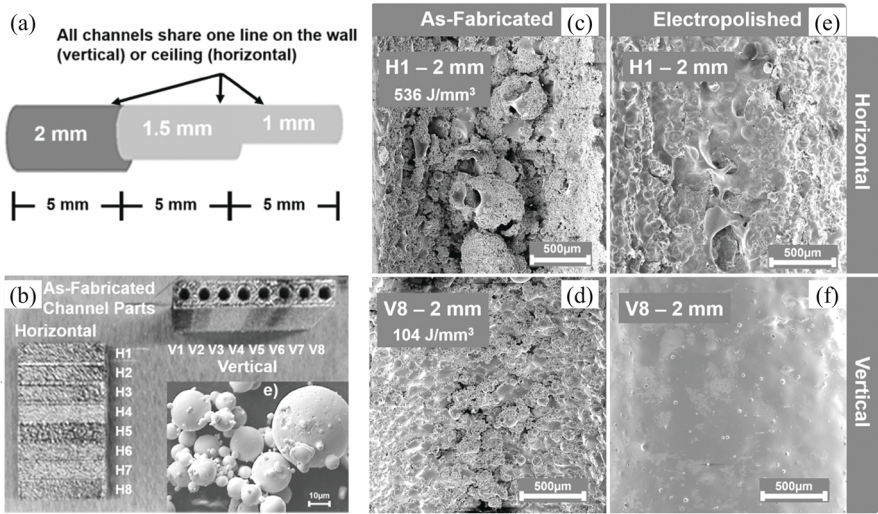 (a)
All channels share one line on the wall
(vertical) or ceiling (horizontal)
2 mm
1.5 mm
1 mm
5 mm
5 mm
5 mm
(b)
As-Fabricated
Channel Parts
Horizontal
H1
H2
H3
H4
H5
H6
H7
H8
V1 V2 V3 V4 V5 V6 V7 V8
Vertical
e)
10µm
As-Fabricated
Electropolished
(c)
H1 – 2 mm
536 J/mm³
500µm
(e)
H1 – 2 mm
500µm
Horizontal
(d)
V8 – 2 mm
104 J/mm³
500µm
(f)
V8 – 2 mm
500µm
Vertical